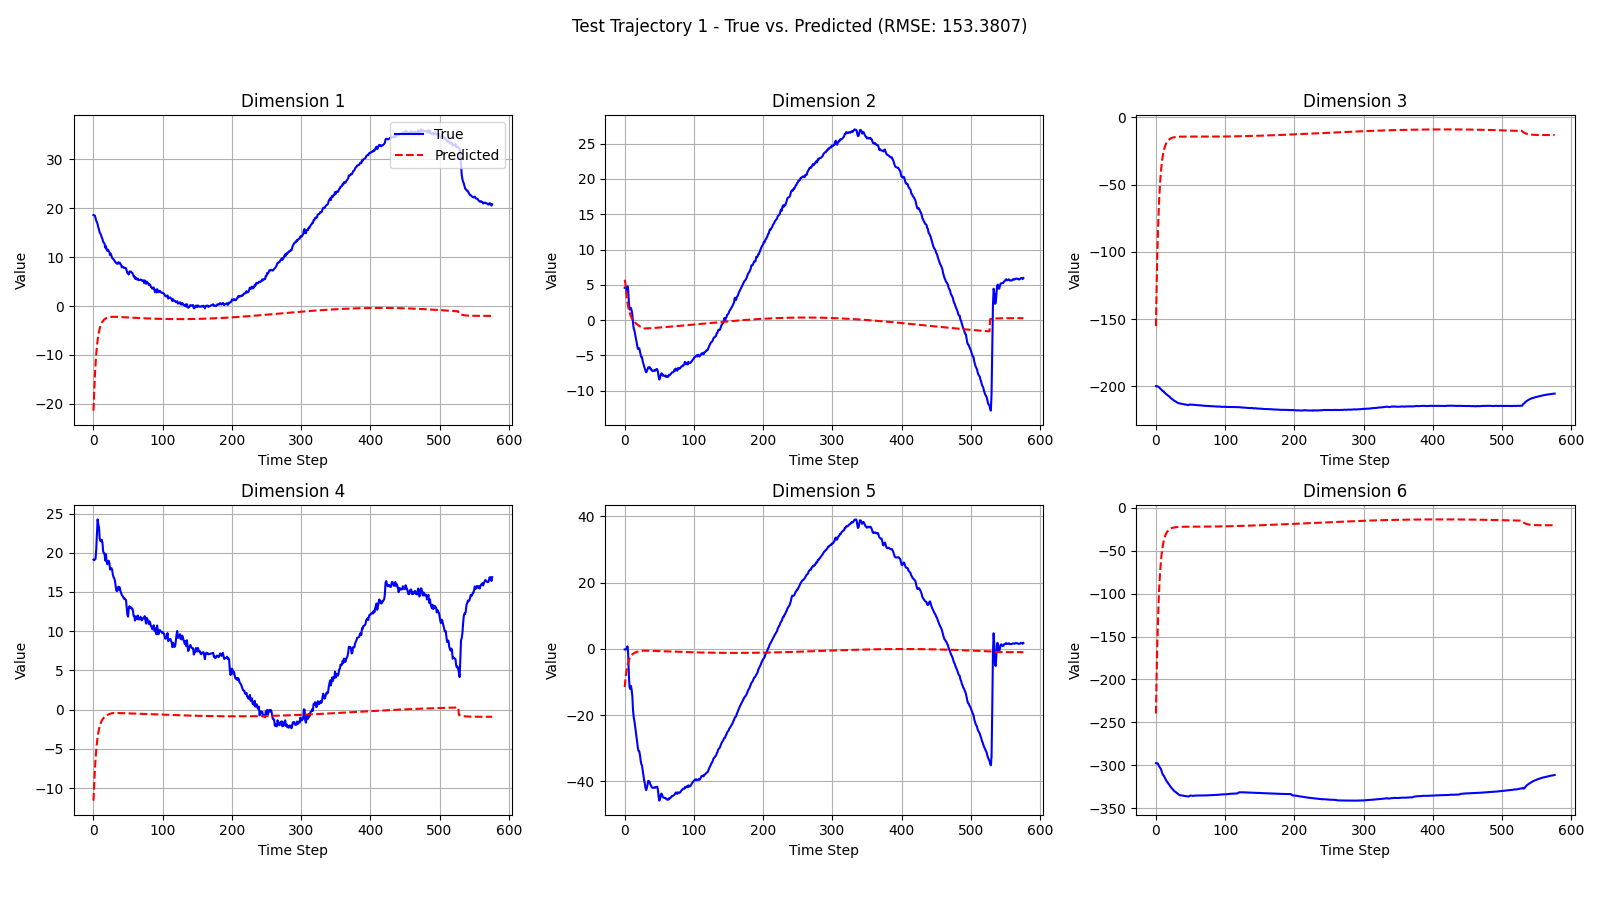 Test Trajectory 1 - True vs. Predicted (RMSE: 153.3807)
Dimension 1
Value
30
20
10
0
−10
−20
0 100 200 300 400 500 600
Time Step
True
Predicted
Dimension 2
Value
25
20
15
10
5
0
−5
−10
0 100 200 300 400 500 600
Time Step
Dimension 3
Value
0
−50
−100
−150
−200
0 100 200 300 400 500 600
Time Step
Dimension 4
Value
25
20
15
10
5
0
−5
−10
0 100 200 300 400 500 600
Time Step
Dimension 5
Value
40
20
0
−20
−40
0 100 200 300 400 500 600
Time Step
Dimension 6
Value
0
−50
−100
−150
−200
−250
−300
−350
0 100 200 300 400 500 600
Time Step